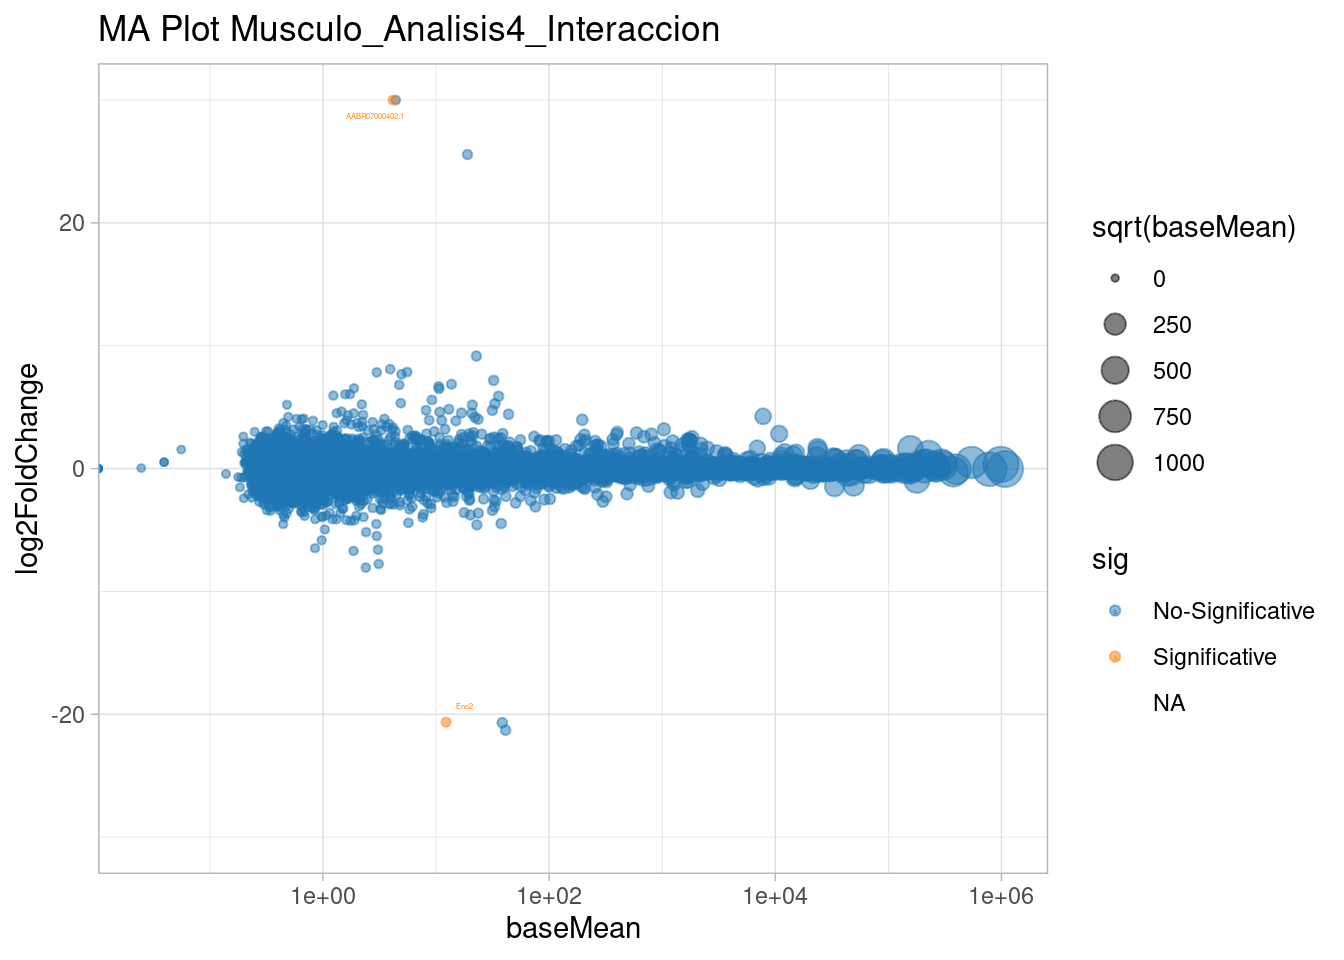 MA Plot Musculo_Analisis4_Interaccion
AABR07000402.1
20
0
-20
Eno2
log2FoldChange
1e+00
1e+02
1e+04
1e+06
baseMean
sqrt(baseMean)
0
250
500
750
1000
sig
No-Significative
Significative
NA